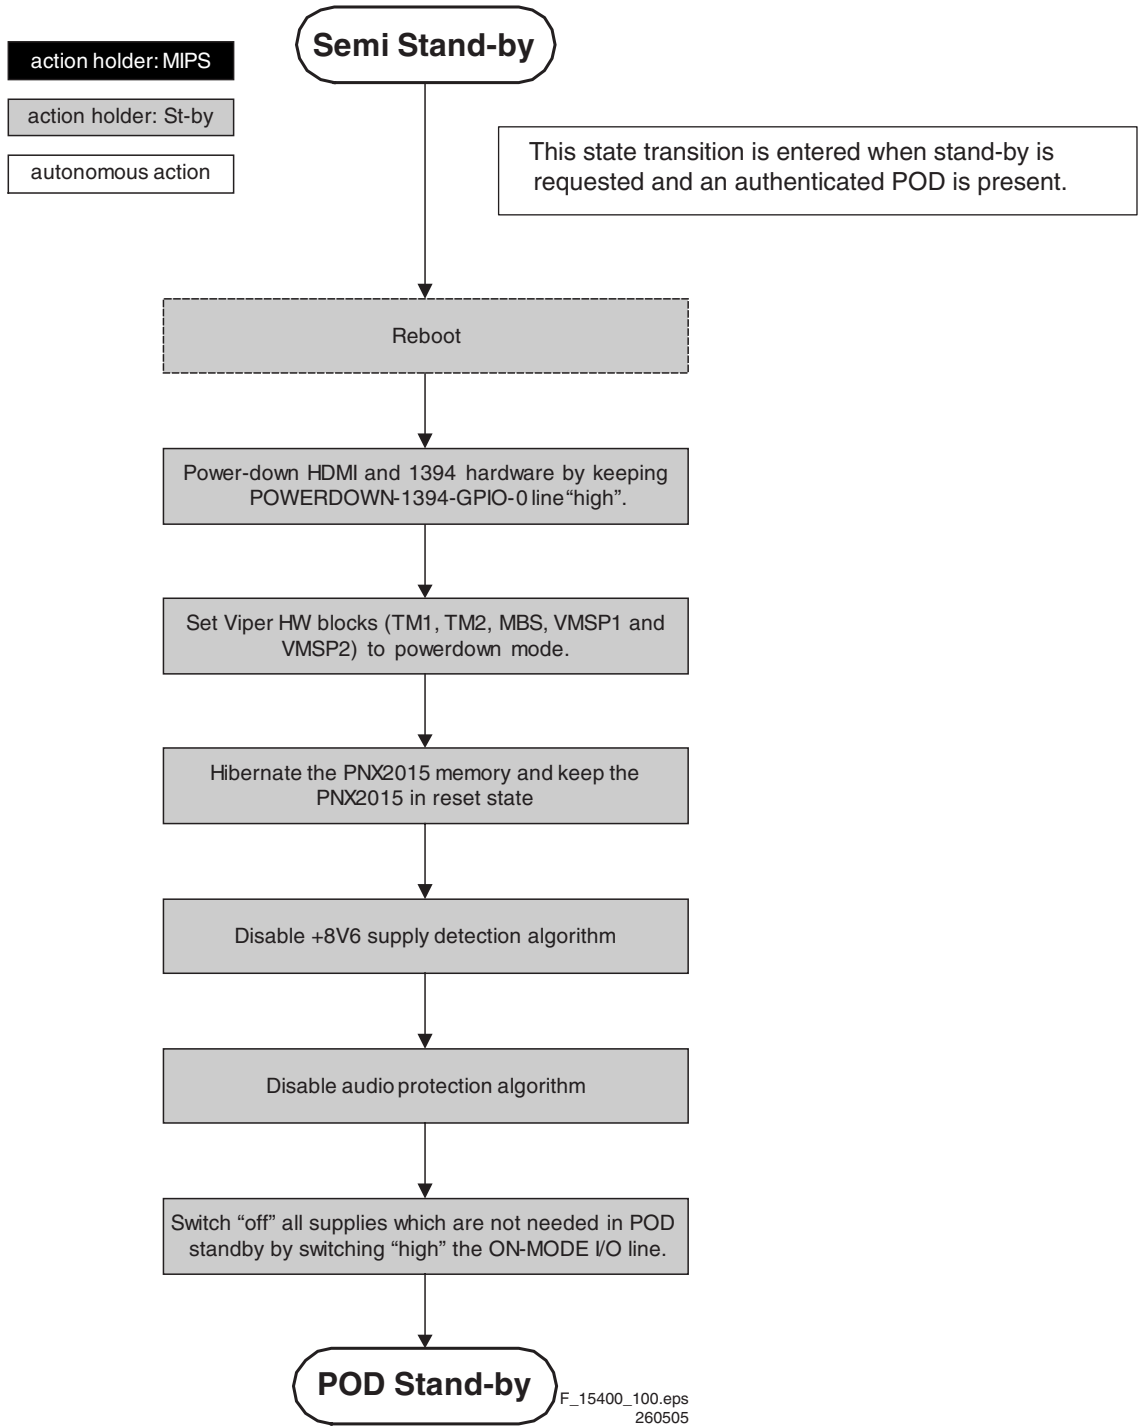 Semi Stand-by
action holder: MIPS
action holder: St-by
autonomous action
This state transition is entered when stand-by is
requested and an authenticated POD is present.
Reboot
Power-down HDMI and 1394 hardware by keeping
POWERDOWN-1394-GPIO-0 line “high”.
Set Viper HW blocks (TM1, TM2, MBS, VMSP1 and
VMSP2) to powerdown mode.
Hibernate the PNX2015 memory and keep the
PNX2015 in reset state
Disable +8V6 supply detection algorithm
Disable audio protection algorithm
Switch “off” all supplies which are not needed in POD
standby by switching “high” the ON-MODE I/O line.
POD Stand-by
F_15400_100.eps
260505